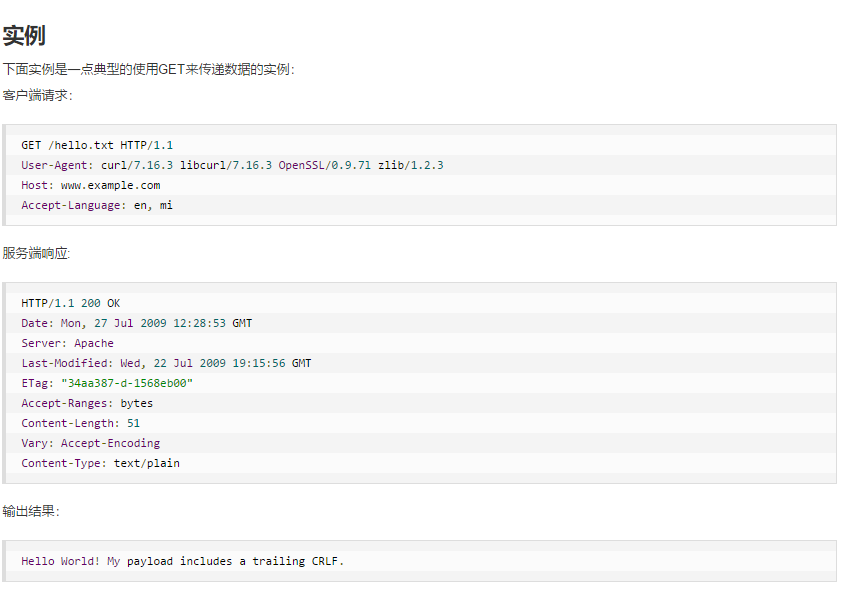 实例
下面实例是一点典型的使用GET来传递数据的实例：
客户端请求：
GET /hello.txt HTTP/1.1
User-Agent: curl/7.16.3 libcurl/7.16.3 OpenSSL/0.9.7l zlib/1.2.3
Host: www.example.com
Accept-Language: en, mi
服务端响应:
HTTP/1.1 200 OK
Date: Mon, 27 Jul 2009 12:28:53 GMT
Server: Apache
Last-Modified: Wed, 22 Jul 2009 19:15:56 GMT
ETag: "34aa387-d-1568eb00"
Accept-Ranges: bytes
Content-Length: 51
Vary: Accept-Encoding
Content-Type: text/plain
输出结果：
Hello World! My payload includes a trailing CRLF.